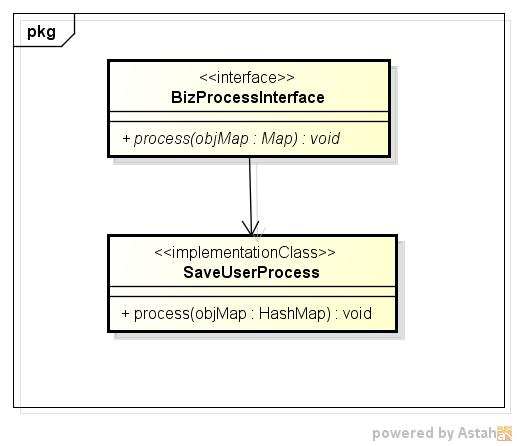 pkg
<<interface>>
BizProcessInterface
+ process(objMap : Map) : void
<<implementationClass>>
SaveUserProcess
+ process(objMap : HashMap) : void
powered by Astah